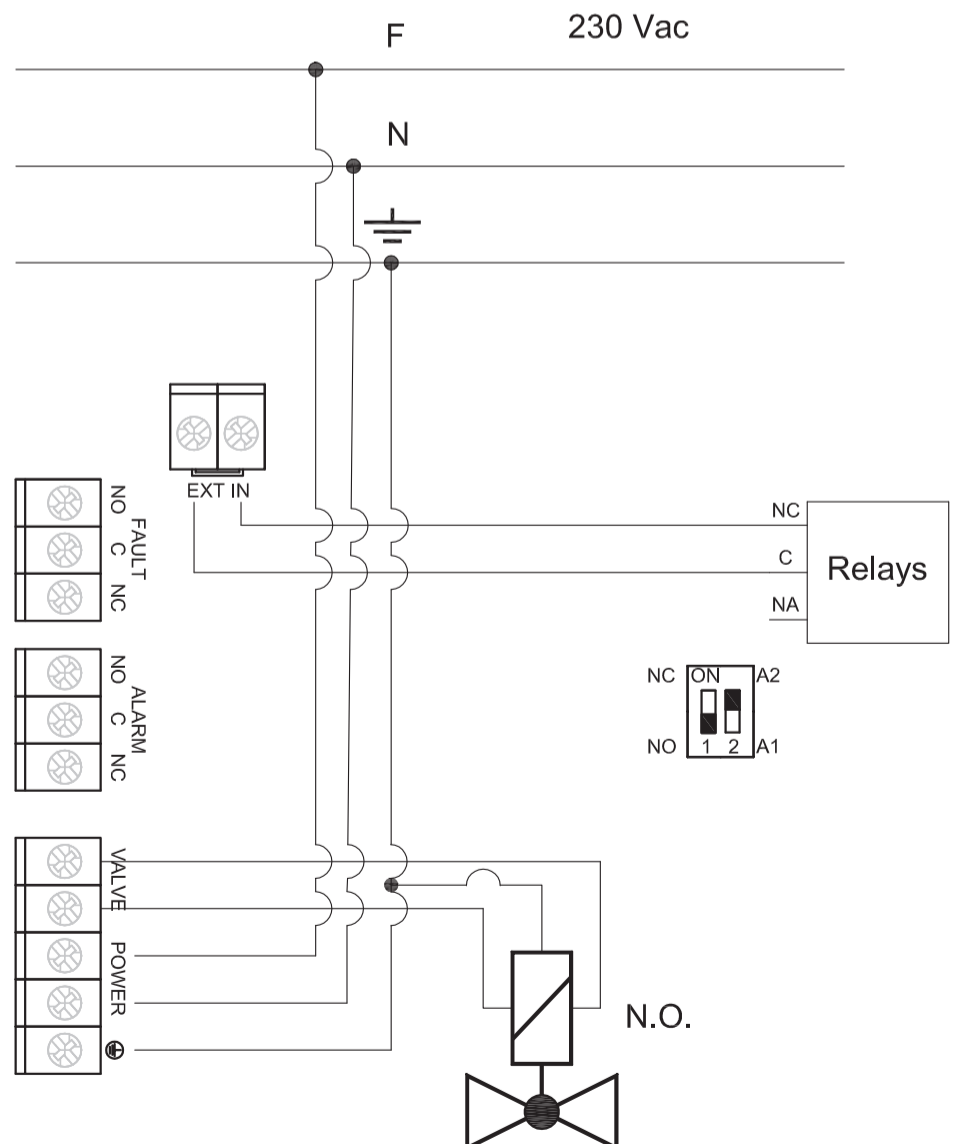 230 Vac
F
N
EXT IN
NO
C
NC
FAULT
NC
C
NA
Relays
NO
C
NC
ALARM
NC
ON
A2
NO
1 2
A1
VALVE
POWER
N.O.